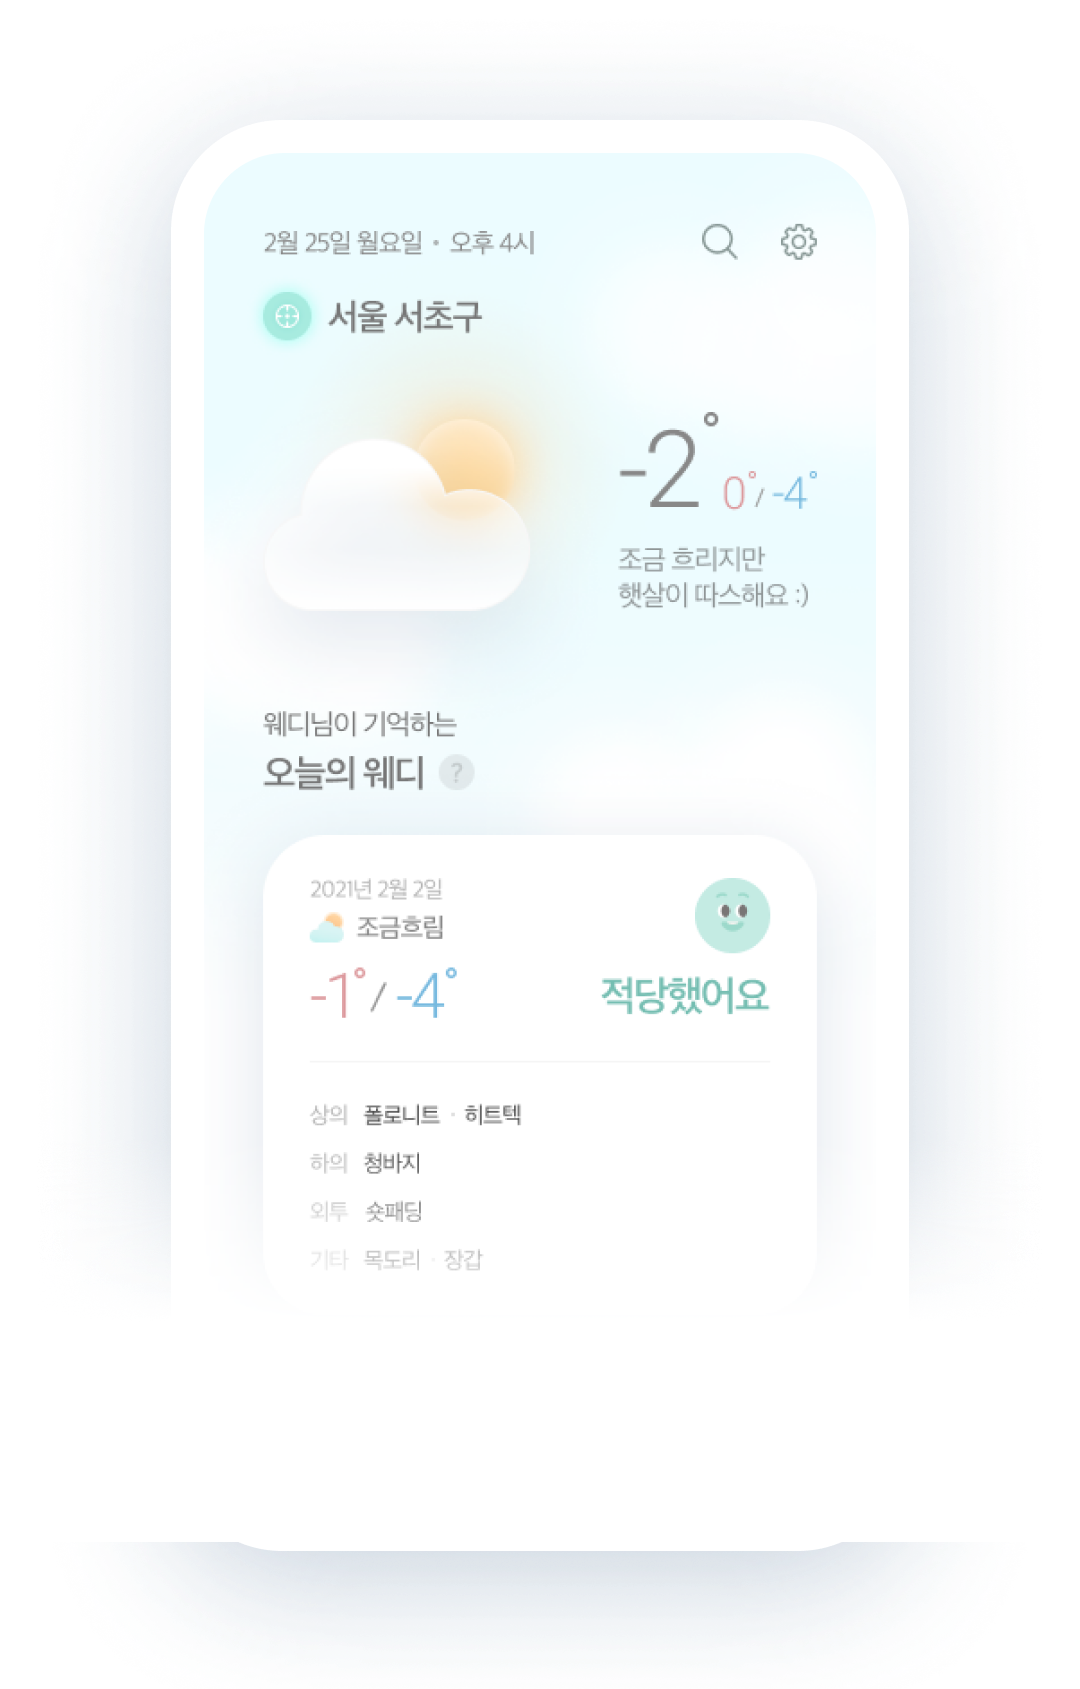 2월 25일 월요일 • 오후 4시
서울 서초구
-2°
0°/ -4°
조금 흐리지만
햇살이 따스해요 :)
웨디님이 기억하는
오늘의 웨디 ?
2021년 2월 2일
조금흐림
-1°/ -4°
적당했어요
상의 폴로니트 · 히트텍
하의 청바지
외투 숏패딩
기타 목도리 · 장갑